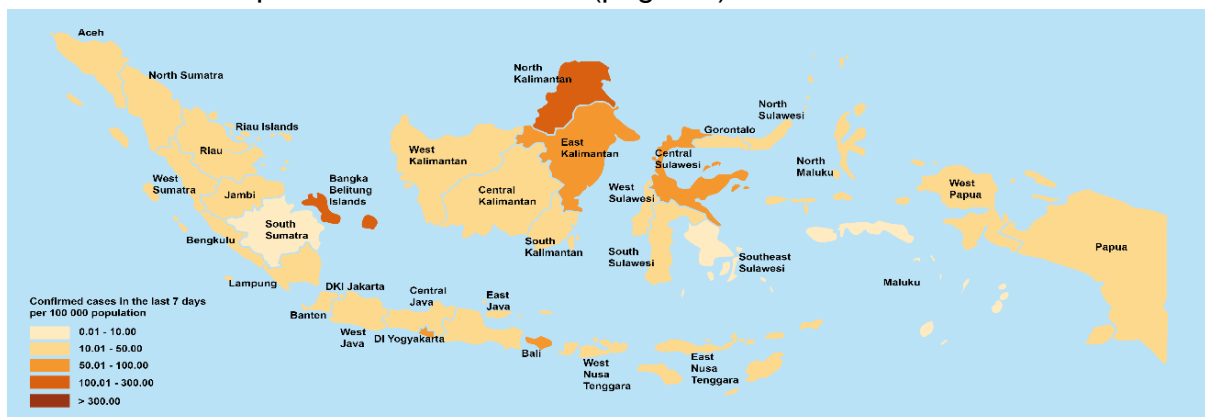 Aceh
North Sumatra
Riau Islands
RIau
West
Sumatra
Jambi
Bangka
Belitung
Islands
South
Sumatra
Bengkulu
Lampung
North
Kalimantan
West
Kalimantan
East
Kalimantan
Central
Kalimantan
South
Kalimantan
North
Sulawesi
Gorontalo
Central
Sulawesi
West
Sulawesi
South
Sulawesi
Southeast
Sulawesi
North
Maluku
West
Papua
Papua
Maluku
DKI Jakarta
Banten
West
Java
Central
Java
DI Yogyakarta
East
Java
Bali
West
Nusa
Tenggara
East
Nusa
Tenggara
Confirmed cases in the last 7 days
per 100 000 population
0.01 - 10.00
10.01 - 50.00
50.01 - 100.00
100.01 - 300.00
> 300.00